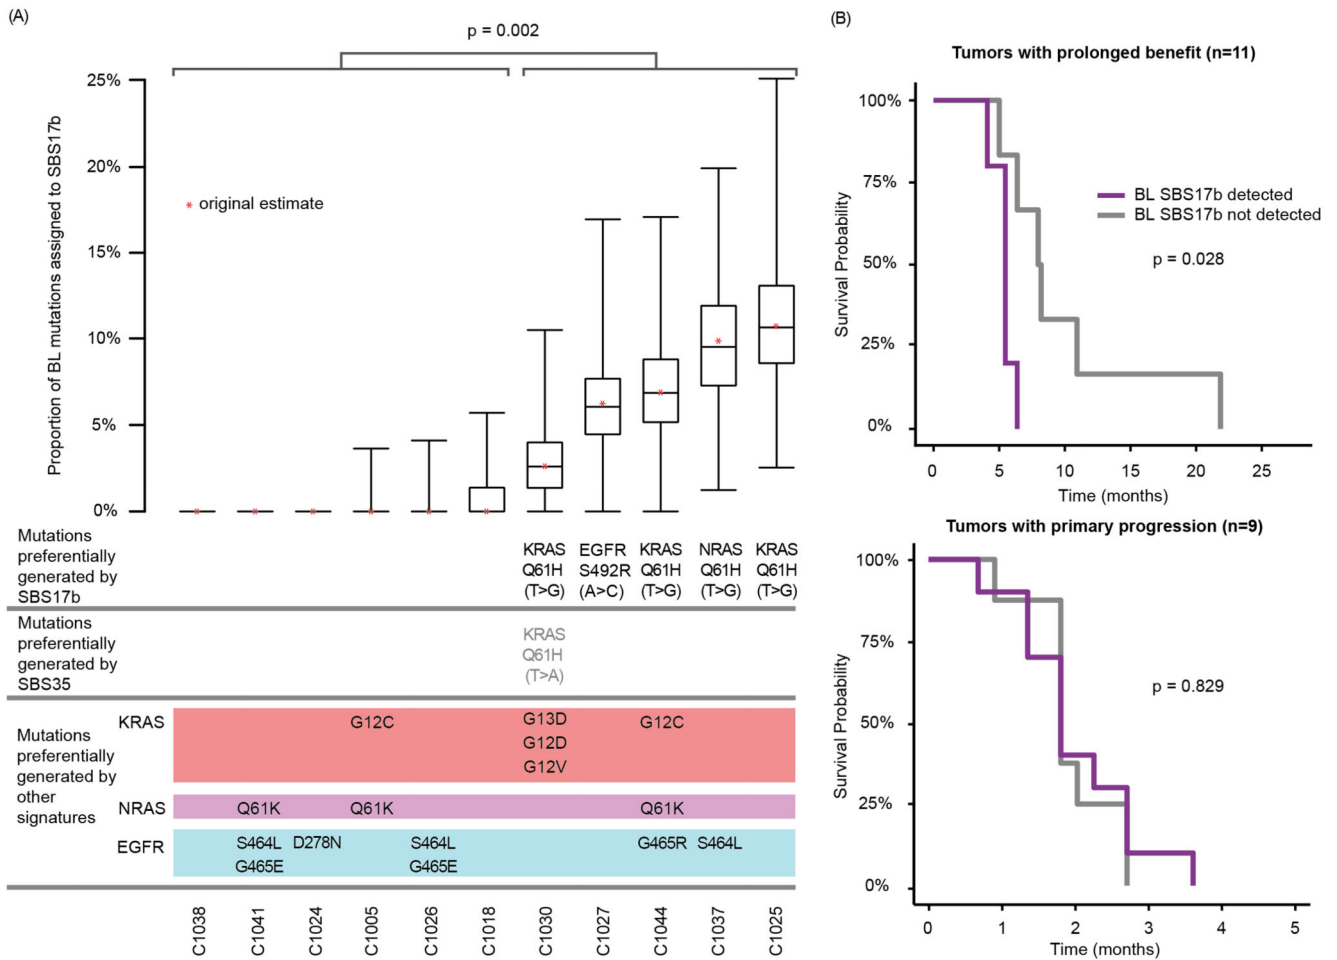 (A)
p = 0.002
Proportion of BL mutations assigned to SBS17b
25%
20%
15%
10%
5%
0%
* original estimate
Mutations
preferentially
generated by
SBS17b
KRAS
Q61H
(T>G)
EGFR
S492R
(A>C)
KRAS
Q61H
(T>G)
NRAS
Q61H
(T>G)
KRAS
Q61H
(T>G)
Mutations
preferentially
generated by
SBS35
KRAS
Q61H
(T>A)
Mutations
preferentially
generated by
other
signatures
KRAS
G12C
G13D
G12D
G12V
G12C
NRAS
Q61K
Q61K
Q61K
EGFR
S464L
G465E
D278N
S464L
G465E
G465R
S464L
C1038
C1041
C1024
C1005
C1026
C1018
C1030
C1027
C1044
C1037
C1025
(B)
Tumors with prolonged benefit (n=11)
Survival Probability
100%
75%
50%
25%
0%
BL SBS17b detected
BL SBS17b not detected
p = 0.028
0 5 10 15 20 25
Time (months)
Tumors with primary progression (n=9)
Survival Probability
100%
75%
50%
25%
0%
p = 0.829
0 1 2 3 4 5
Time (months)